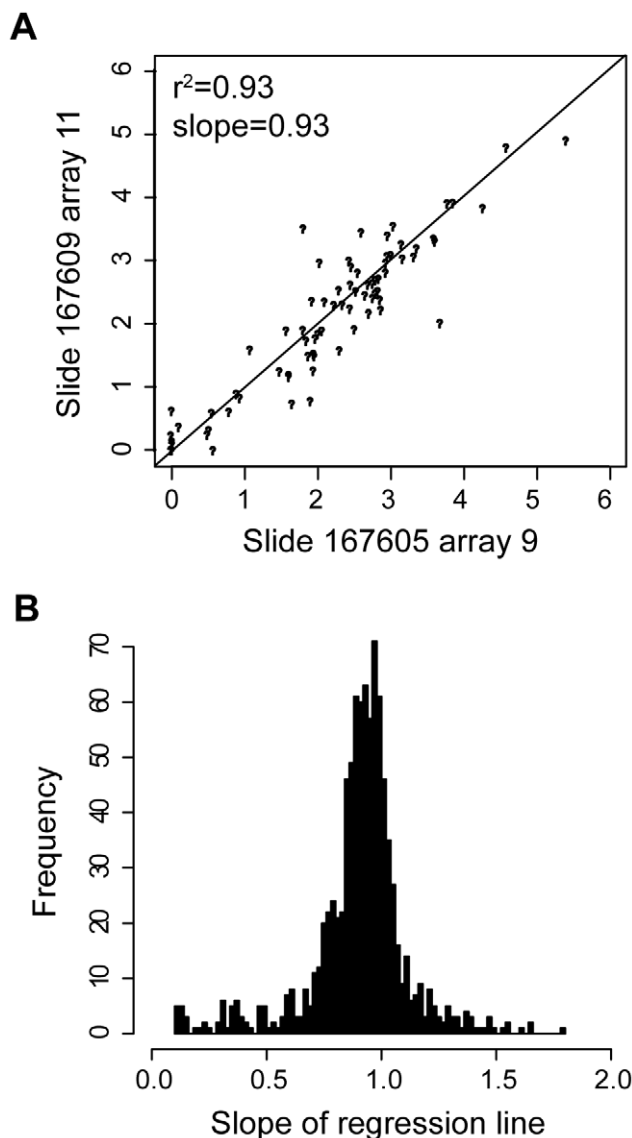 A
r²=0.93
slope=0.93
Slide 167609 array 11
6
5
4
3
2
1
0
0 1 2 3 4 5 6
Slide 167605 array 9
B
Frequency
70
60
50
40
30
20
10
0
0.0 0.5 1.0 1.5 2.0
Slope of regression line